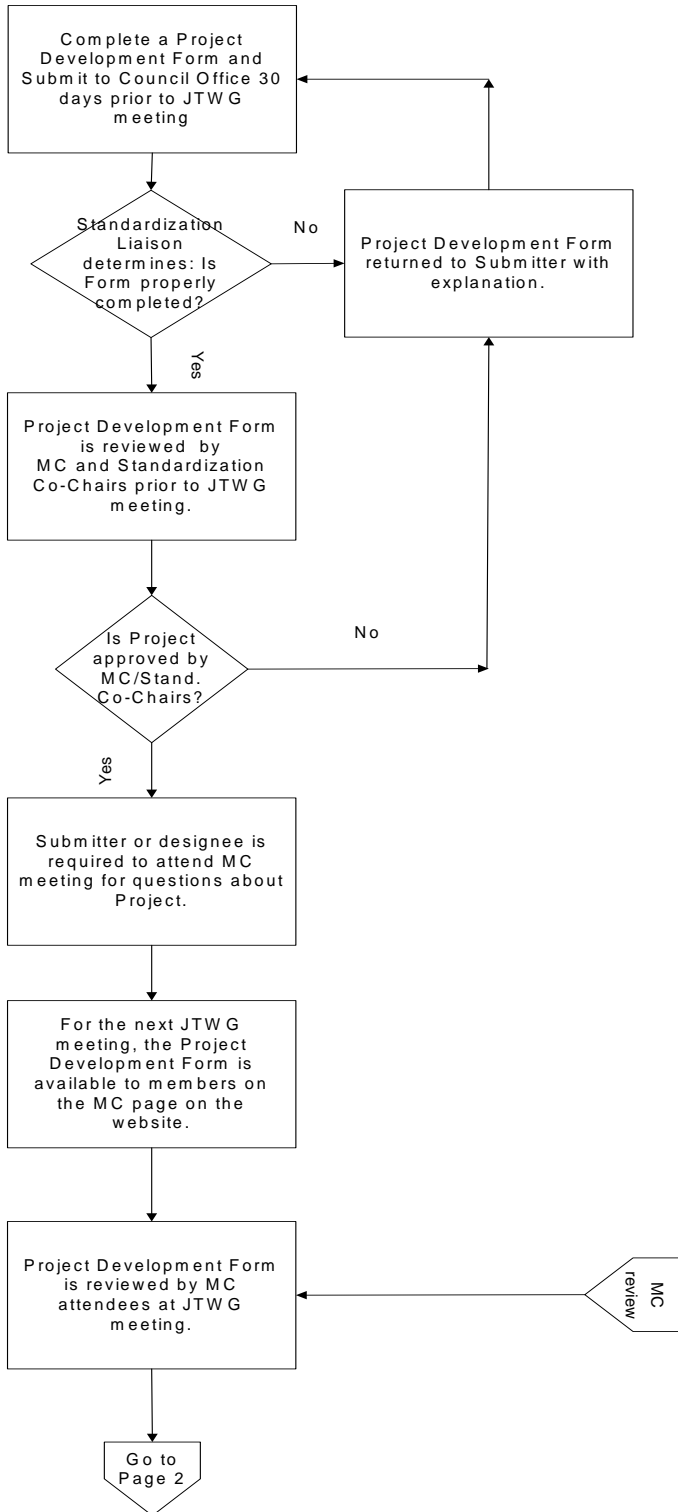 Complete a Project
Development Form and
Submit to Council Office 30
days prior to JTWG
meeting
Standardization
Liaison
determines: Is
Form properly
completed?
No
Project Development Form
returned to Submitter with
explanation.
Yes
Project Development Form
is reviewed by
MC and Standardization
Co-Chairs prior to JTWG
meeting.
Is Project
approved by
MC/Stand.
Co-Chairs?
No
Yes
Submitter or designee is
required to attend MC
meeting for questions about
Project.
For the next JTWG
meeting, the Project
Development Form is
available to members on
the MC page on the
website.
Project Development Form
is reviewed by MC
attendees at JTWG
meeting.
MC
review
Go to
Page 2